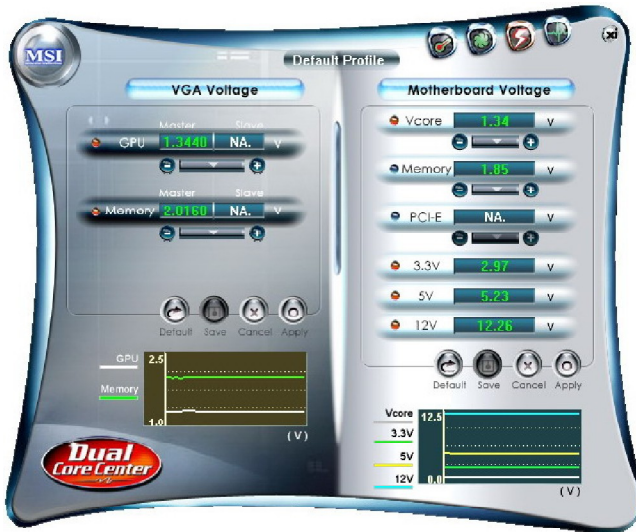 MSI
Default Profile
xi
VGA Voltage
Master Slave
GPU 1.3440 NA. V
Master Slave
Memory 2.0160 NA. V
Default Save Cancel Apply
GPU
Memory
2.5
1.0
(V)
Dual
Core Center
Motherboard Voltage
Vcore 1.34 V
Memory 1.85 V
PCI-E NA. V
3.3V 2.97 V
5V 5.23 V
12V 12.26 V
Default Save Cancel Apply
Vcore
3.3V
5V
12V
12.5
0.0
(V)